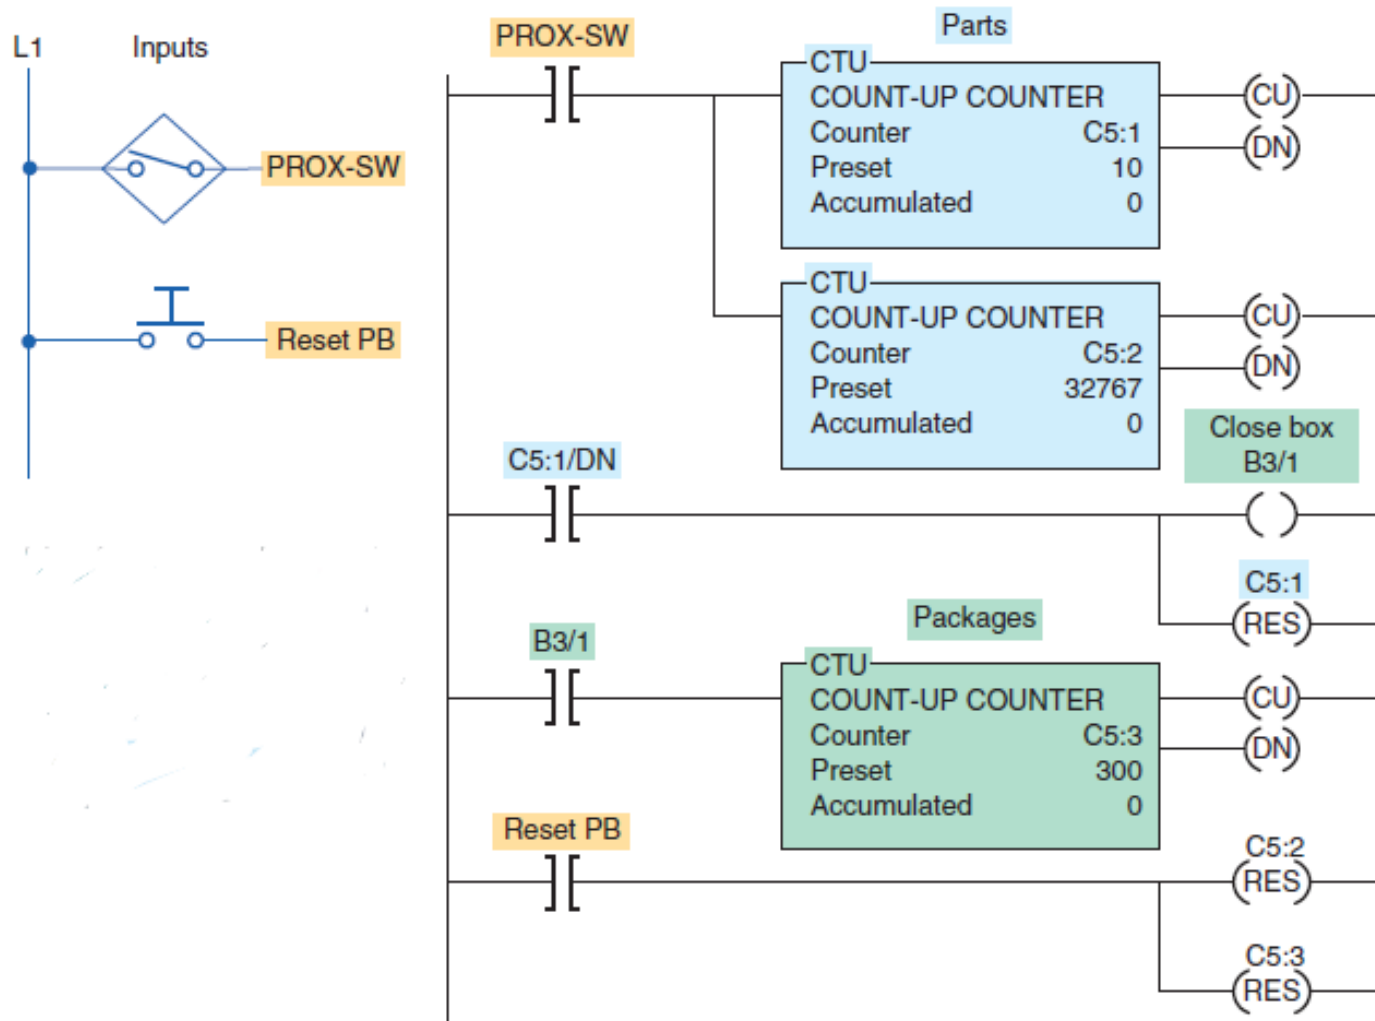 L1
Inputs
PROX-SW
Reset PB
PROX-SW
Parts
CTU
COUNT-UP COUNTER
Counter C5:1
Preset 10
Accumulated 0
CU
DN
CTU
COUNT-UP COUNTER
Counter C5:2
Preset 32767
Accumulated 0
CU
DN
C5:1/DN
Close box
B3/1
C5:1
RES
B3/1
Packages
CTU
COUNT-UP COUNTER
Counter C5:3
Preset 300
Accumulated 0
CU
DN
Reset PB
C5:2
RES
C5:3
RES